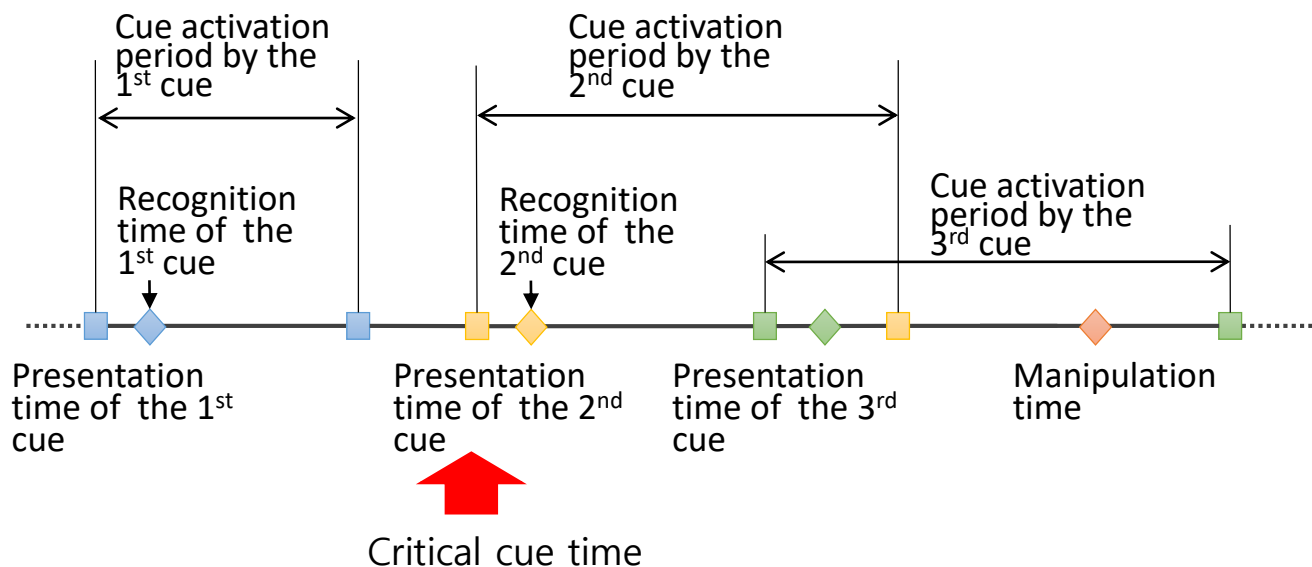 Cue activation
period by the
1st cue
Cue activation
period by the
2nd cue
Cue activation
period by the
3rd cue
Recognition
time of the
1st cue
Recognition
time of the
2nd cue
Presentation
time of the 1st
cue
Presentation
time of the 2nd
cue
Presentation
time of the 3rd
cue
Manipulation
time
Critical cue time